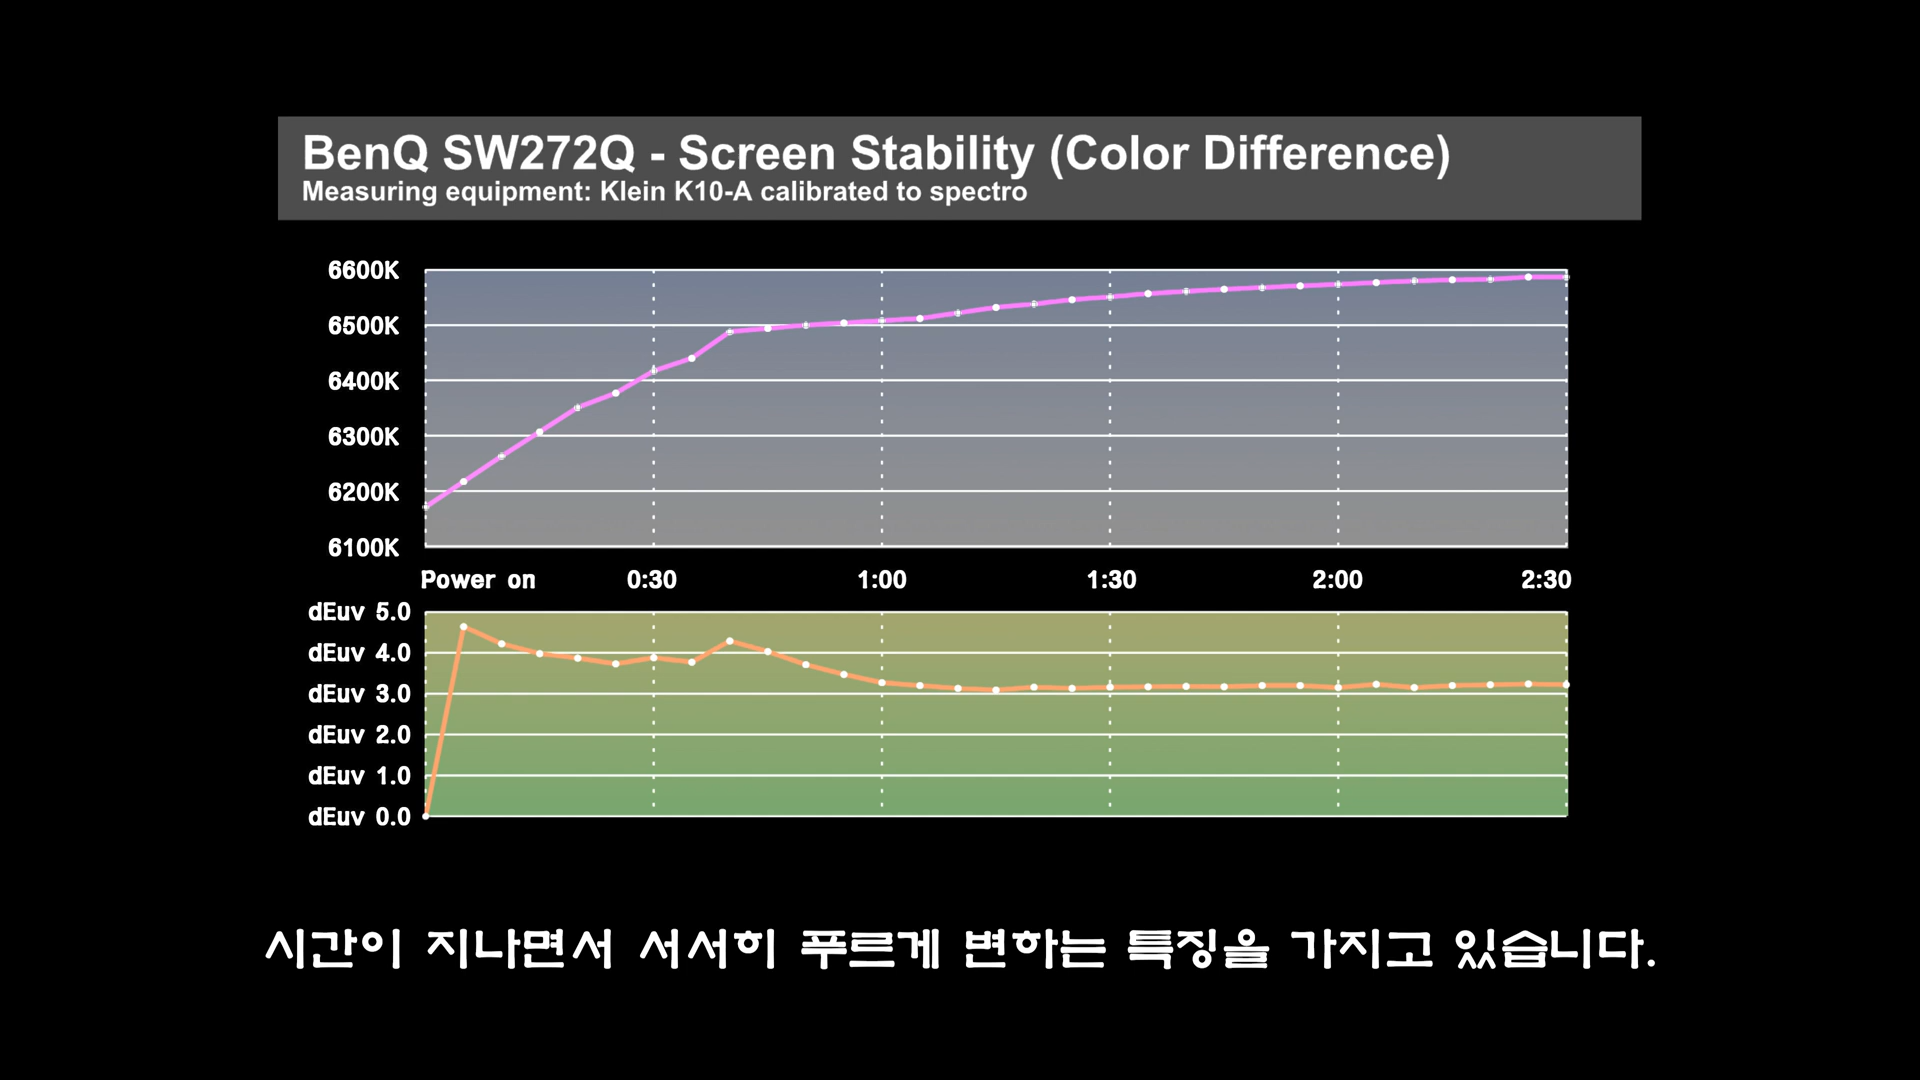 BenQ SW272Q - Screen Stability (Color Difference)
Measuring equipment: Klein K10-A calibrated to spectro
6600K
6500K
6400K
6300K
6200K
6100K
Power on 0:30 1:00 1:30 2:00 2:30
dEuv 5.0
dEuv 4.0
dEuv 3.0
dEuv 2.0
dEuv 1.0
dEuv 0.0
시간이 지나면서 서서히 푸르게 변하는 특징을 가지고 있습니다.